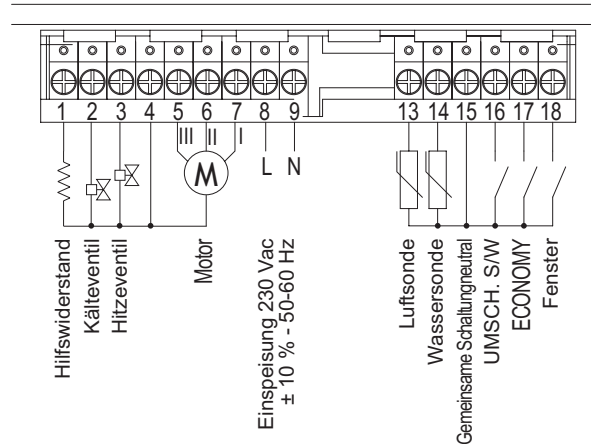 1 2 3 4 5 6 7 8 9 13 14 15 16 17 18
III II I
L N
M
Hilfswiderstand
Kälteventil
Hitzeventil
Motor
Einspeisung 230 Vac
± 10 % - 50-60 Hz
Luftsonde
Wassersonde
Gemeinsame Schaltungneutral
UMSCH. S/W
ECONOMY
Fenster